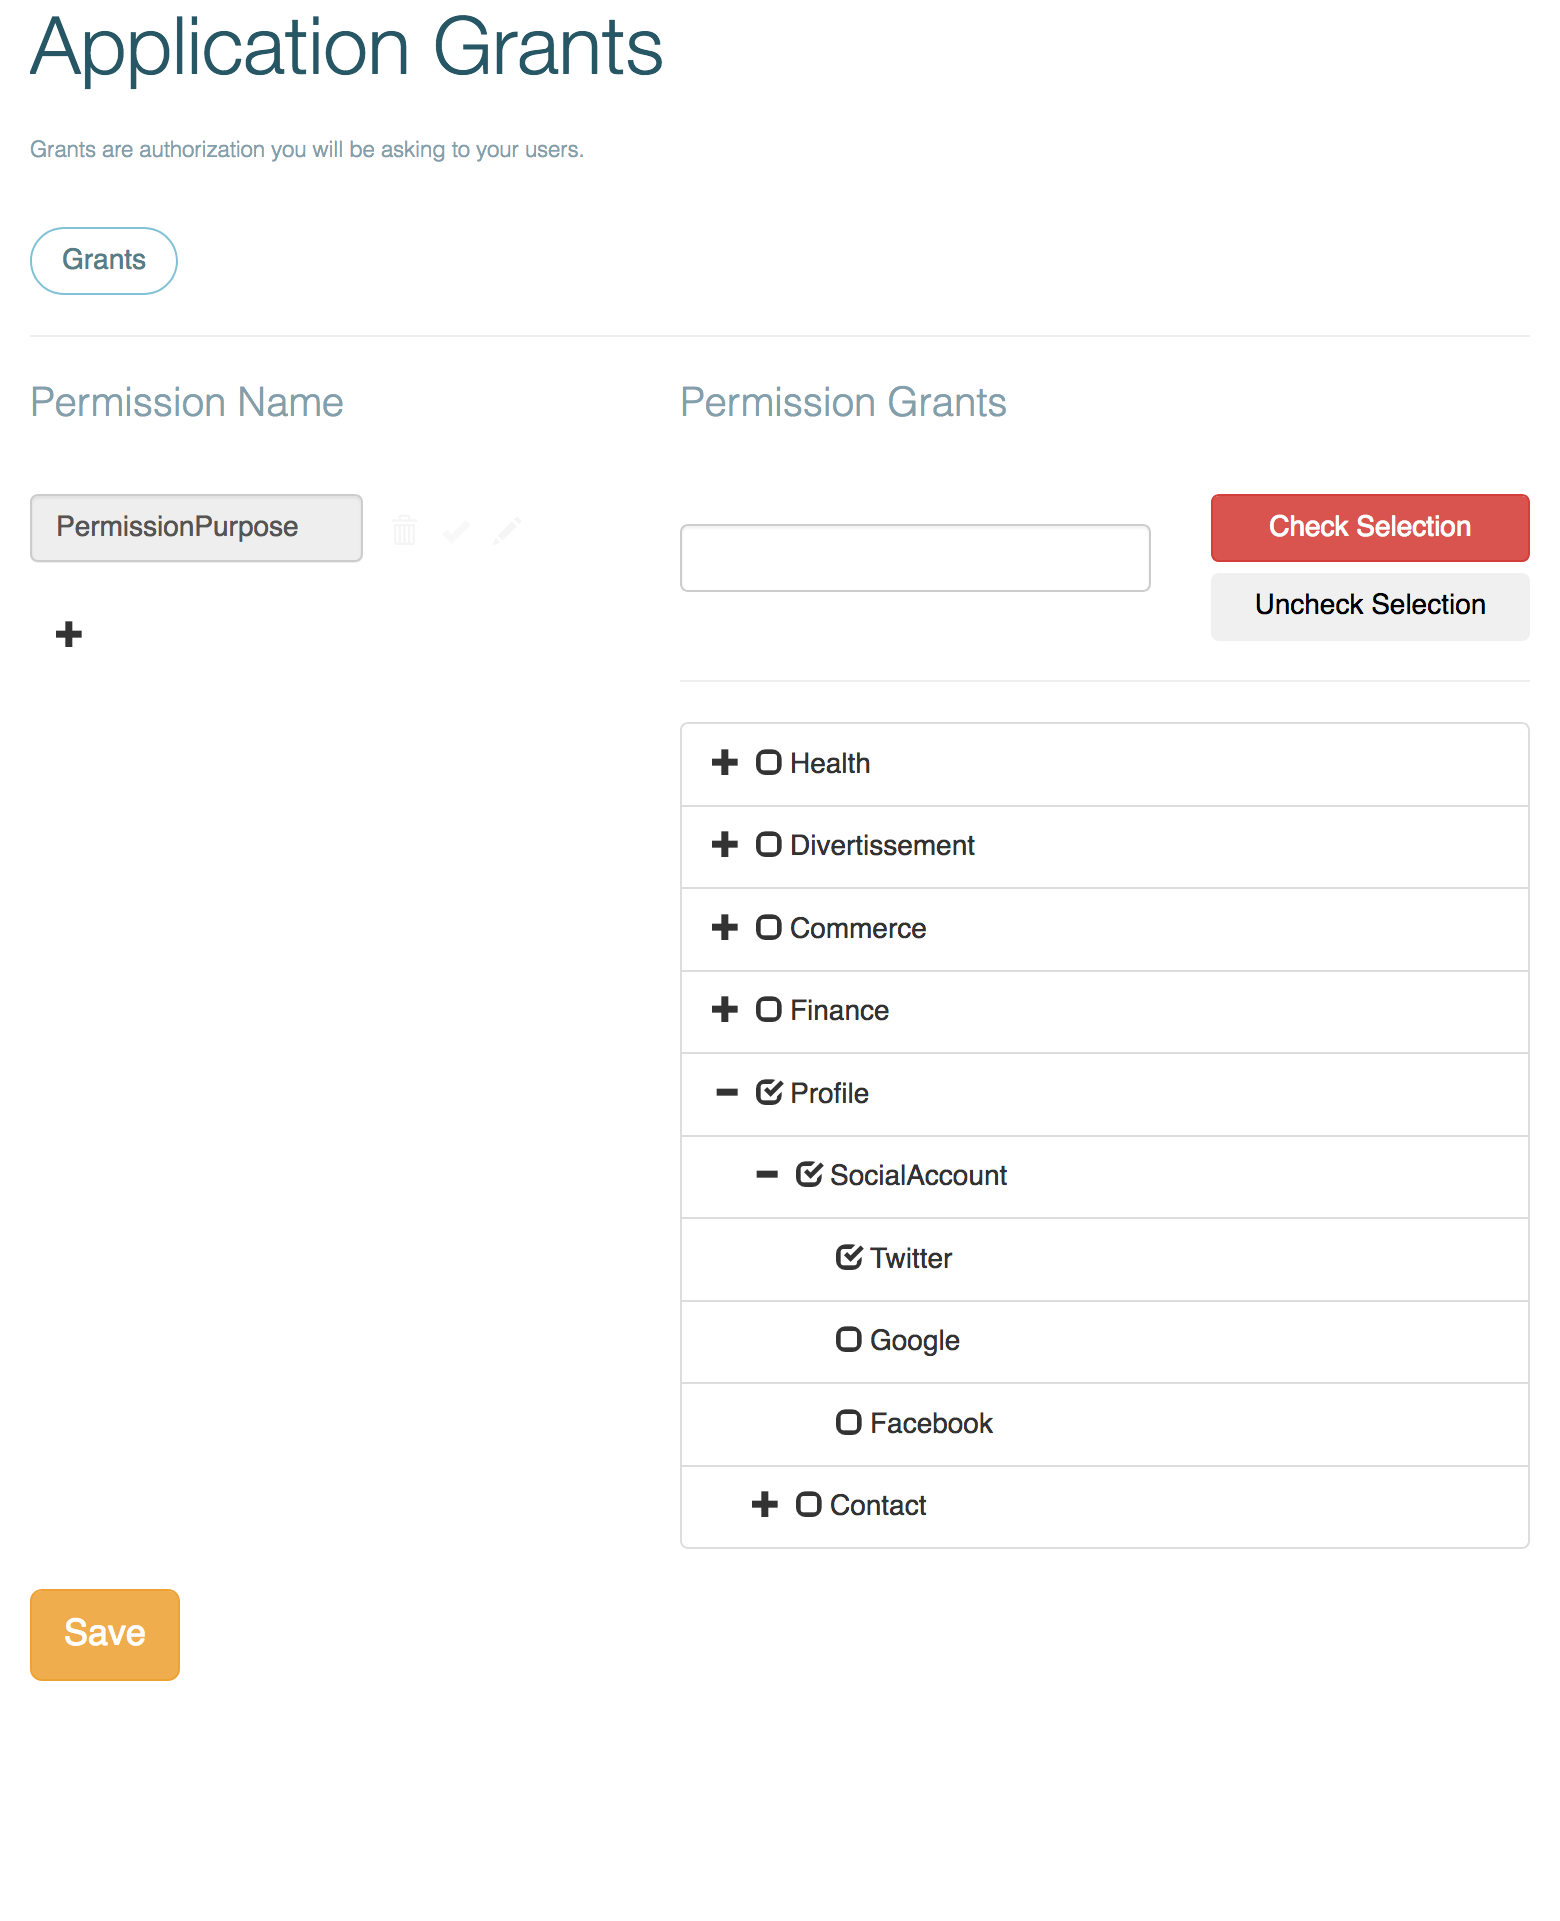 Application Grants
Grants are authorization you will be asking to your users.
Grants
Permission Name
Permission Grants
PermissionPurpose
Check Selection
Uncheck Selection
Health
Divertissement
Commerce
Finance
Profile
SocialAccount
Twitter
Google
Facebook
Contact
Save